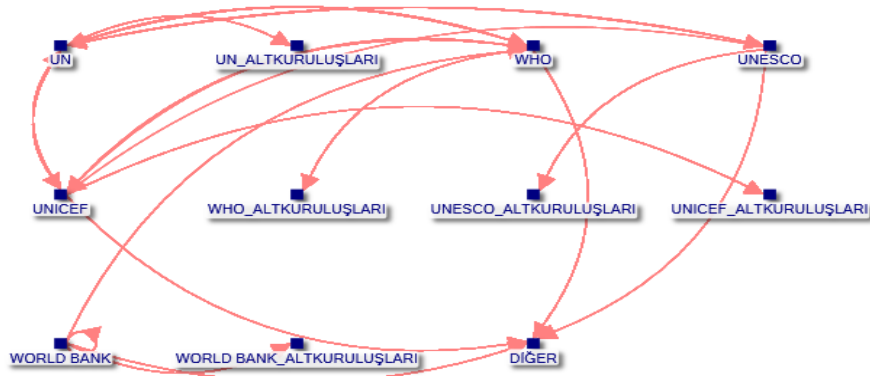 UN
UN_ALTKURULUŞLARI
WHO
UNESCO
UNICEF
WHO_ALTKURULUŞLARI
UNESCO_ALTKURULUŞLARI
UNICEF_ALTKURULUŞLARI
WORLD BANK
WORLD BANK_ALTKURULUŞLARI
DİĞER